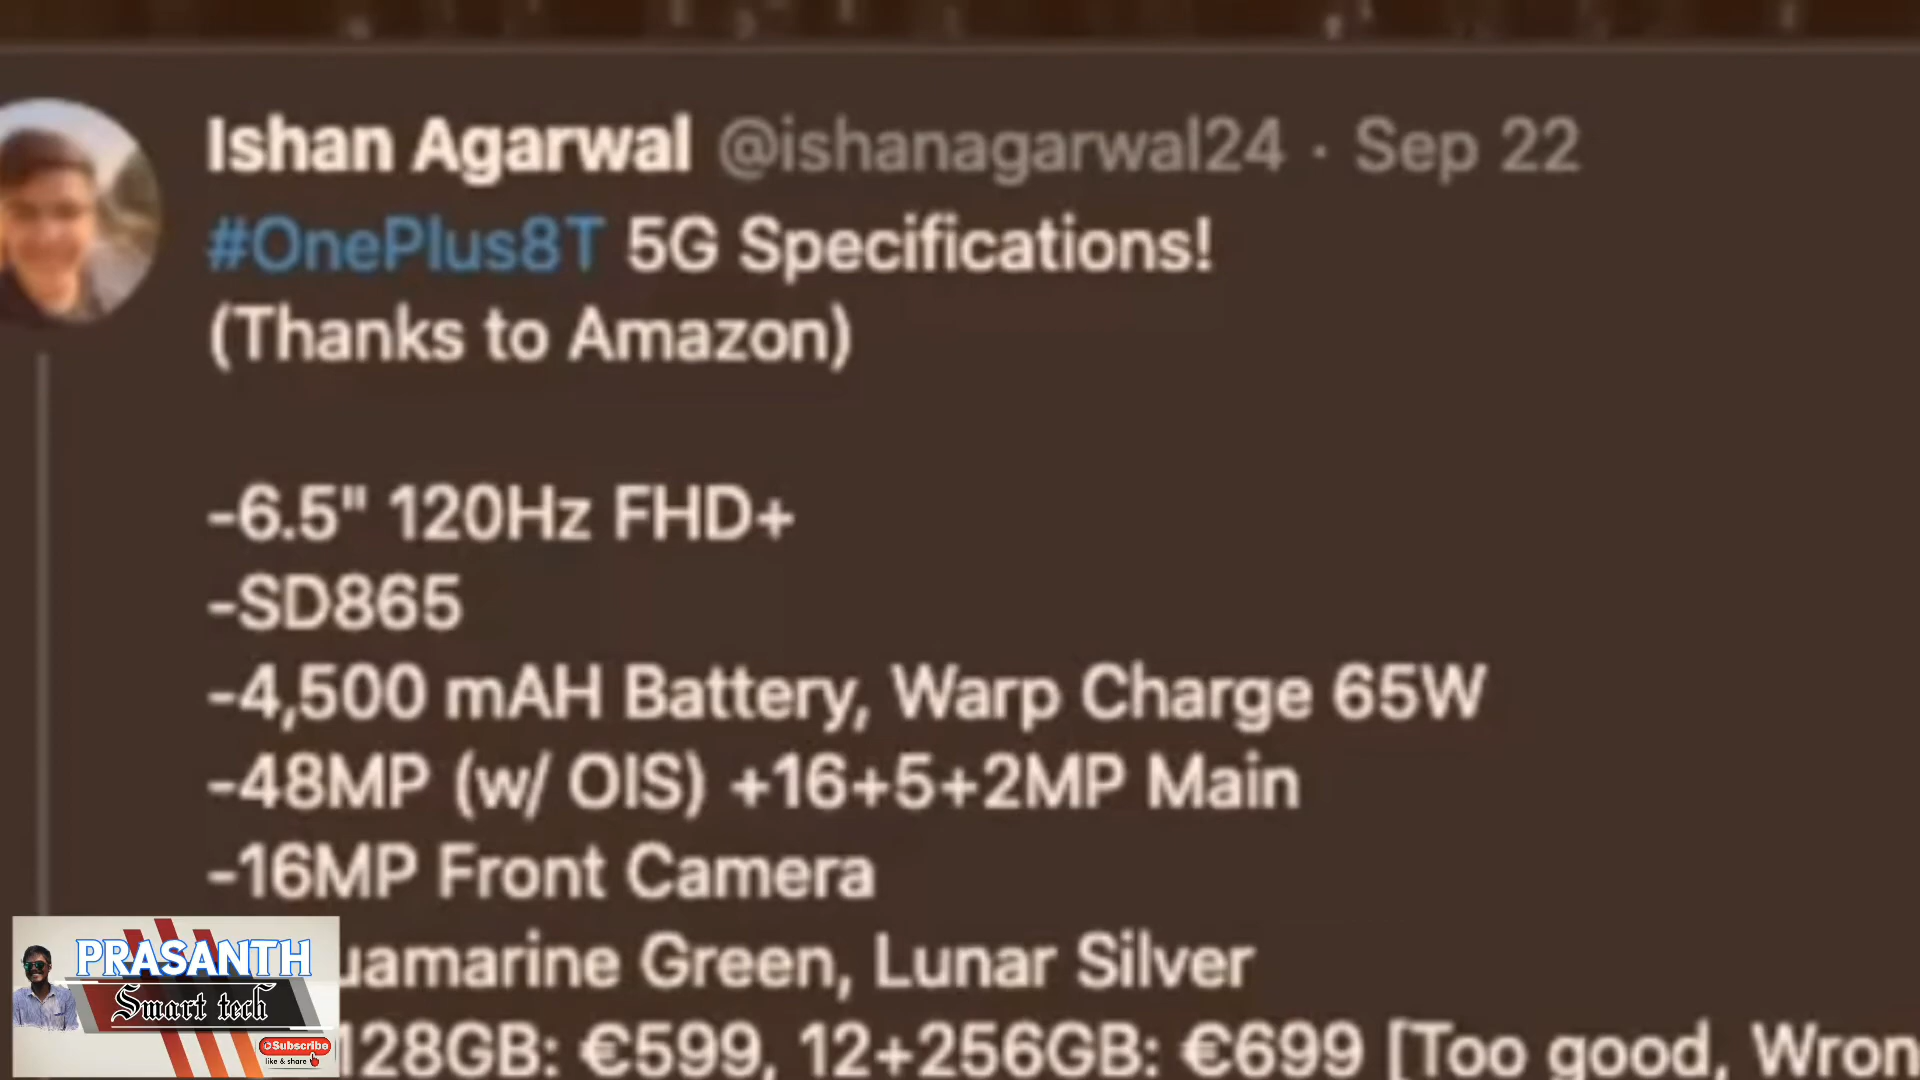 Ishan Agarwal @ishanagarwal24 · Sep 22
#OnePlus8T 5G Specifications!
(Thanks to Amazon)
-6.5" 120Hz FHD+
-SD865
-4,500 mAH Battery, Warp Charge 65W
-48MP (w/ OIS) +16+5+2MP Main
-16MP Front Camera
uamarine Green, Lunar Silver
128GB: €599, 12+256GB: €699 [Too good, Wron
PRASANTH
Smart tech
Subscribe
like & share